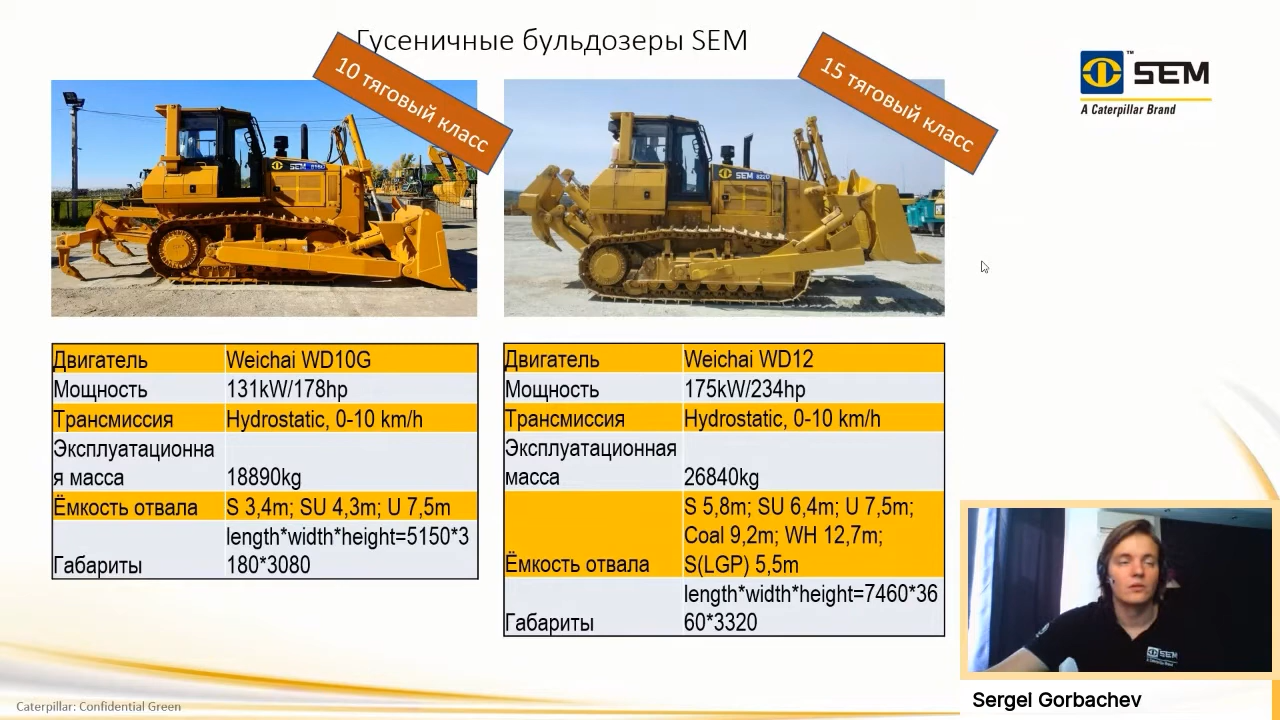 Гусеничные бульдозеры SEM
10 тяговый класс
15 тяговый класс
™
SEM
A Caterpillar Brand
SEM
SEM
Двигатель Weichai WD10G
Мощность 131kW/178hp
Трансмиссия Hydrostatic, 0-10 km/h
Эксплуатационна
я масса 18890kg
Ёмкость отвала S 3,4m; SU 4,3m; U 7,5m
length*width*height=5150*3
Габариты 180*3080
Двигатель Weichai WD12
Мощность 175kW/234hp
Трансмиссия Hydrostatic, 0-10 km/h
Эксплуатационная
масса 26840kg
S 5,8m; SU 6,4m; U 7,5m;
Coal 9,2m; WH 12,7m;
Ёмкость отвала S(LGP) 5,5m
length*width*height=7460*36
Габариты 60*3320
SEM
Sergei Gorbachev
Caterpillar: Confidential Green